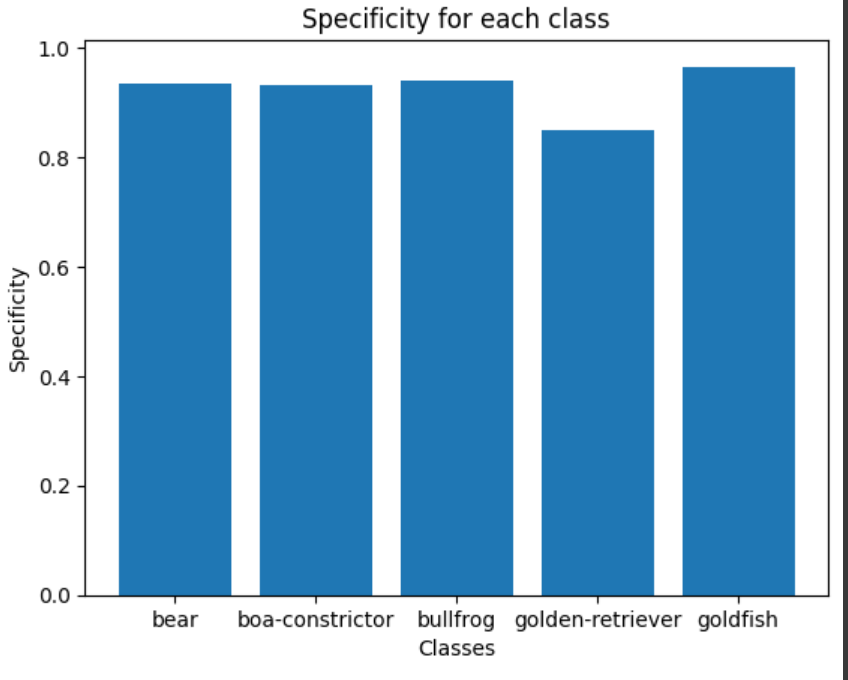 Specificity for each class
1.0
0.8
0.6
0.4
0.2
0.0
Specificity
bear boa-constrictor bullfrog golden-retriever goldfish
Classes